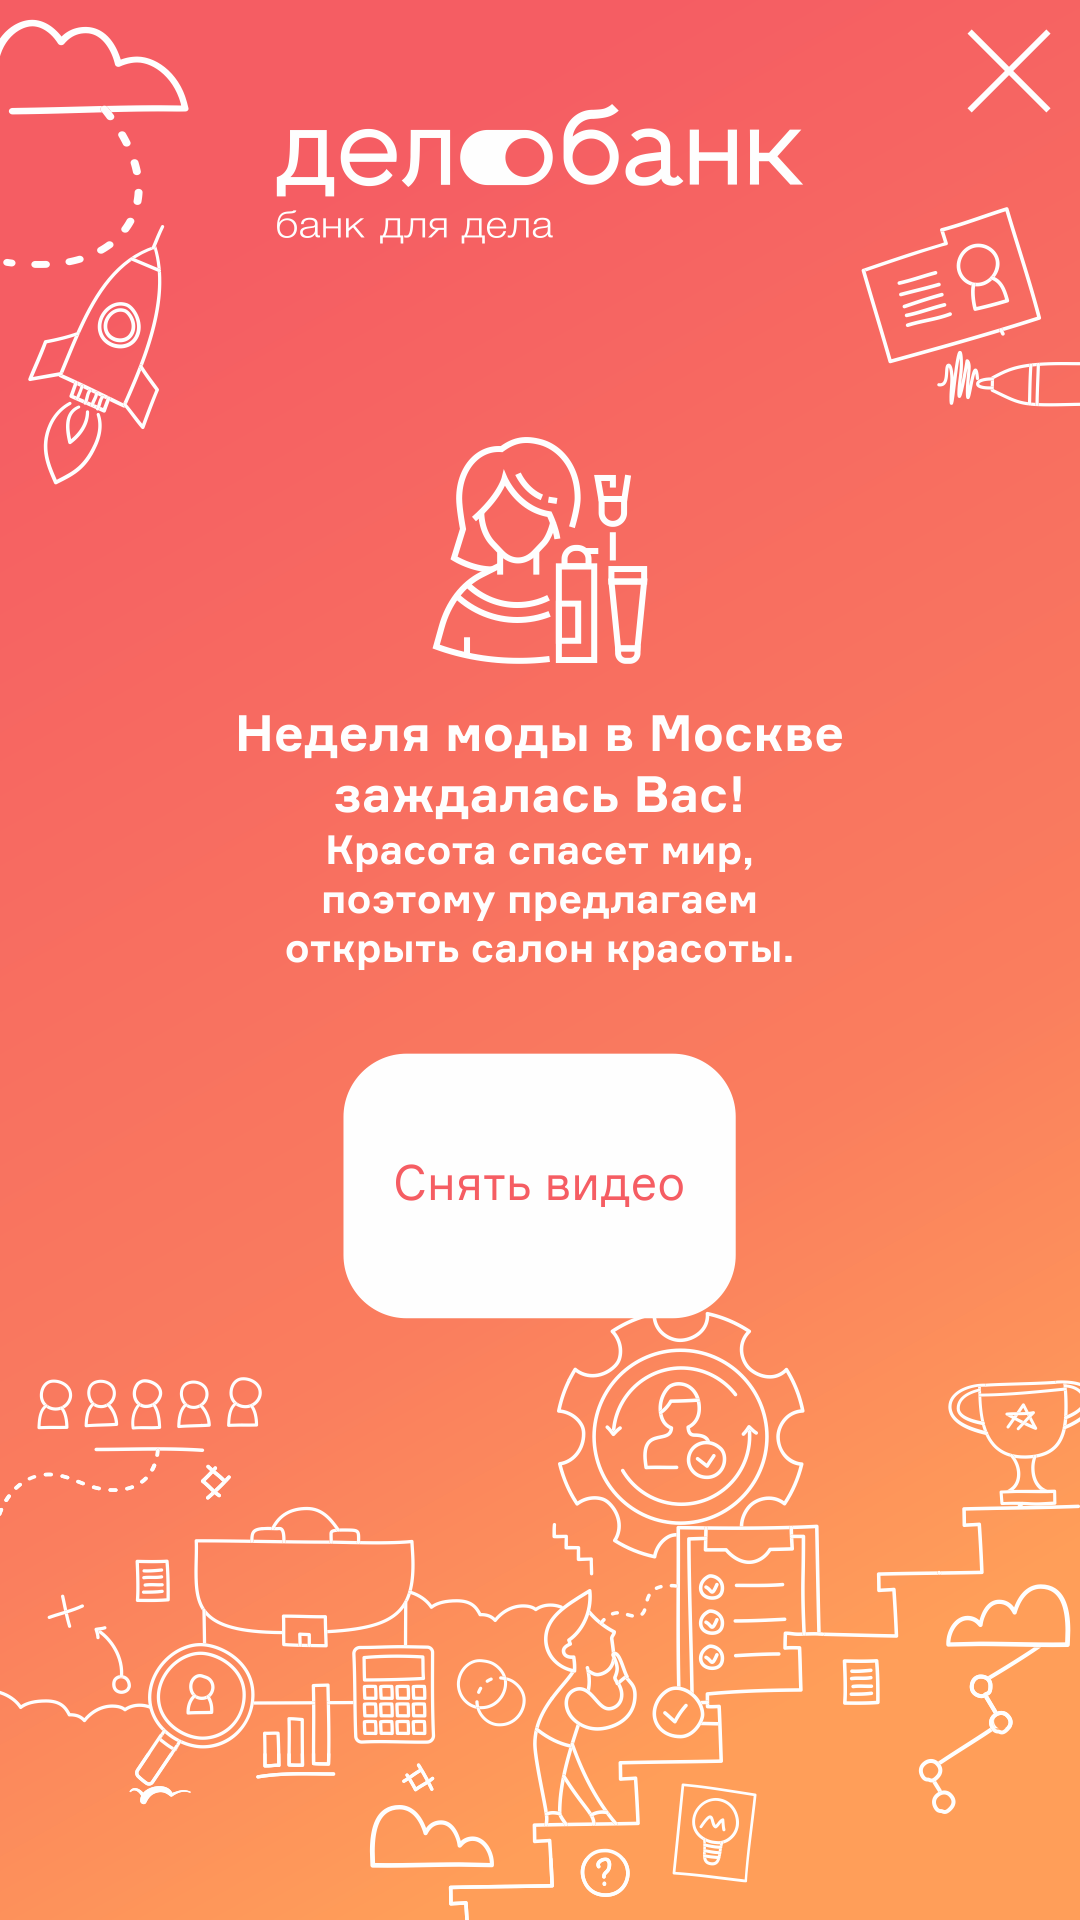 делобанк
банк для дела
Неделя моды в Москве
заждалась Вас!
Красота спасет мир,
поэтому предлагаем
открыть салон красоты.
Снять видео
?